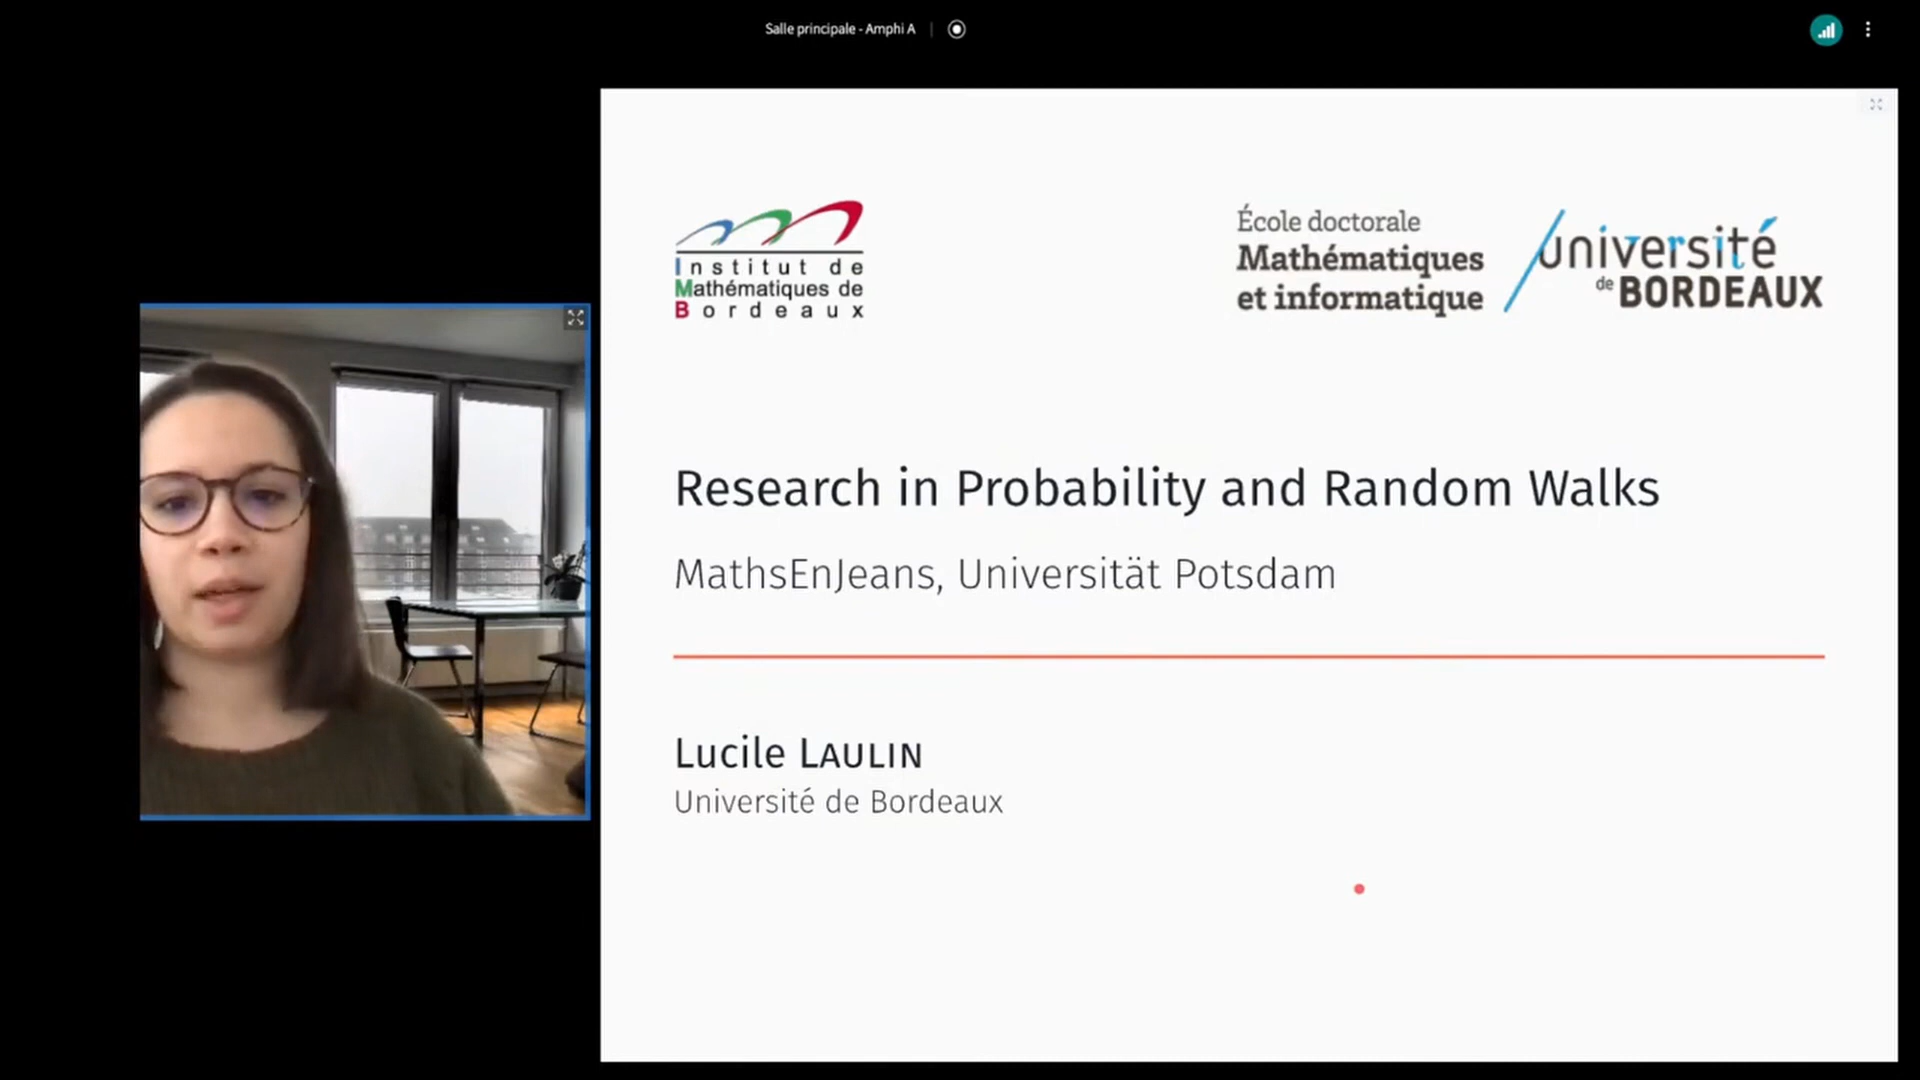 Salle principale - Amphi A
Institut de
Mathématiques de
Bordeaux
École doctorale
Mathématiques
et informatique
université
de BORDEAUX
Research in Probability and Random Walks
MathsEnJeans, Universität Potsdam
Lucile LAULIN
Université de Bordeaux